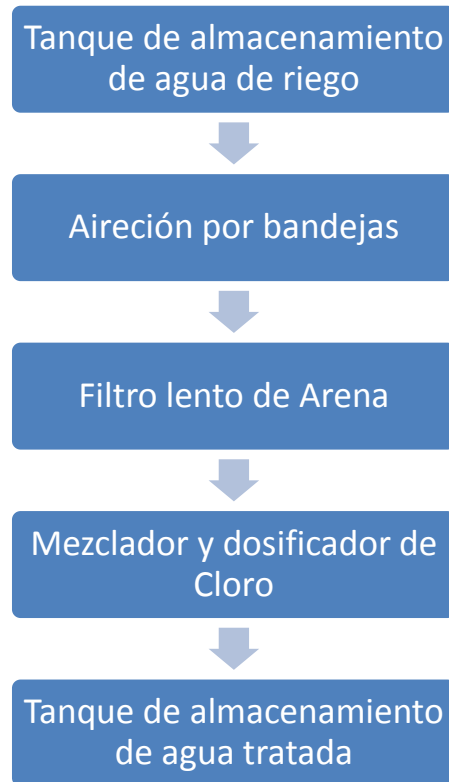 Tanque de almacenamiento
de agua de riego
Aireción por bandejas
Filtro lento de Arena
Mezclador y dosificador de
Cloro
Tanque de almacenamiento
de agua tratada